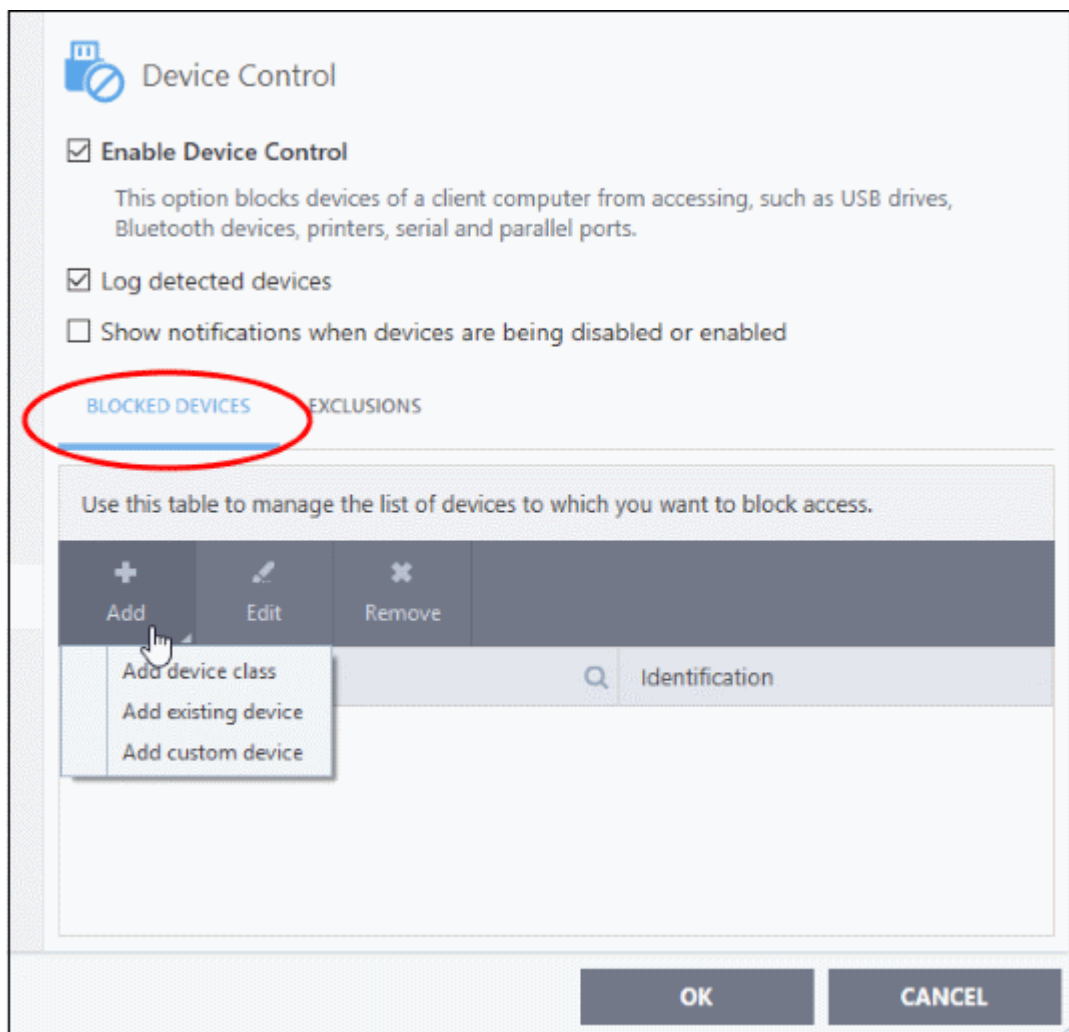 Device Control
Enable Device Control
This option blocks devices of a client computer from accessing, such as USB drives,
Bluetooth devices, printers, serial and parallel ports.
Log detected devices
Show notifications when devices are being disabled or enabled
BLOCKED DEVICES EXCLUSIONS
Use this table to manage the list of devices to which you want to block access.
Add Edit Remove
Add device class
Identification
Add existing device
Add custom device
OK CANCEL